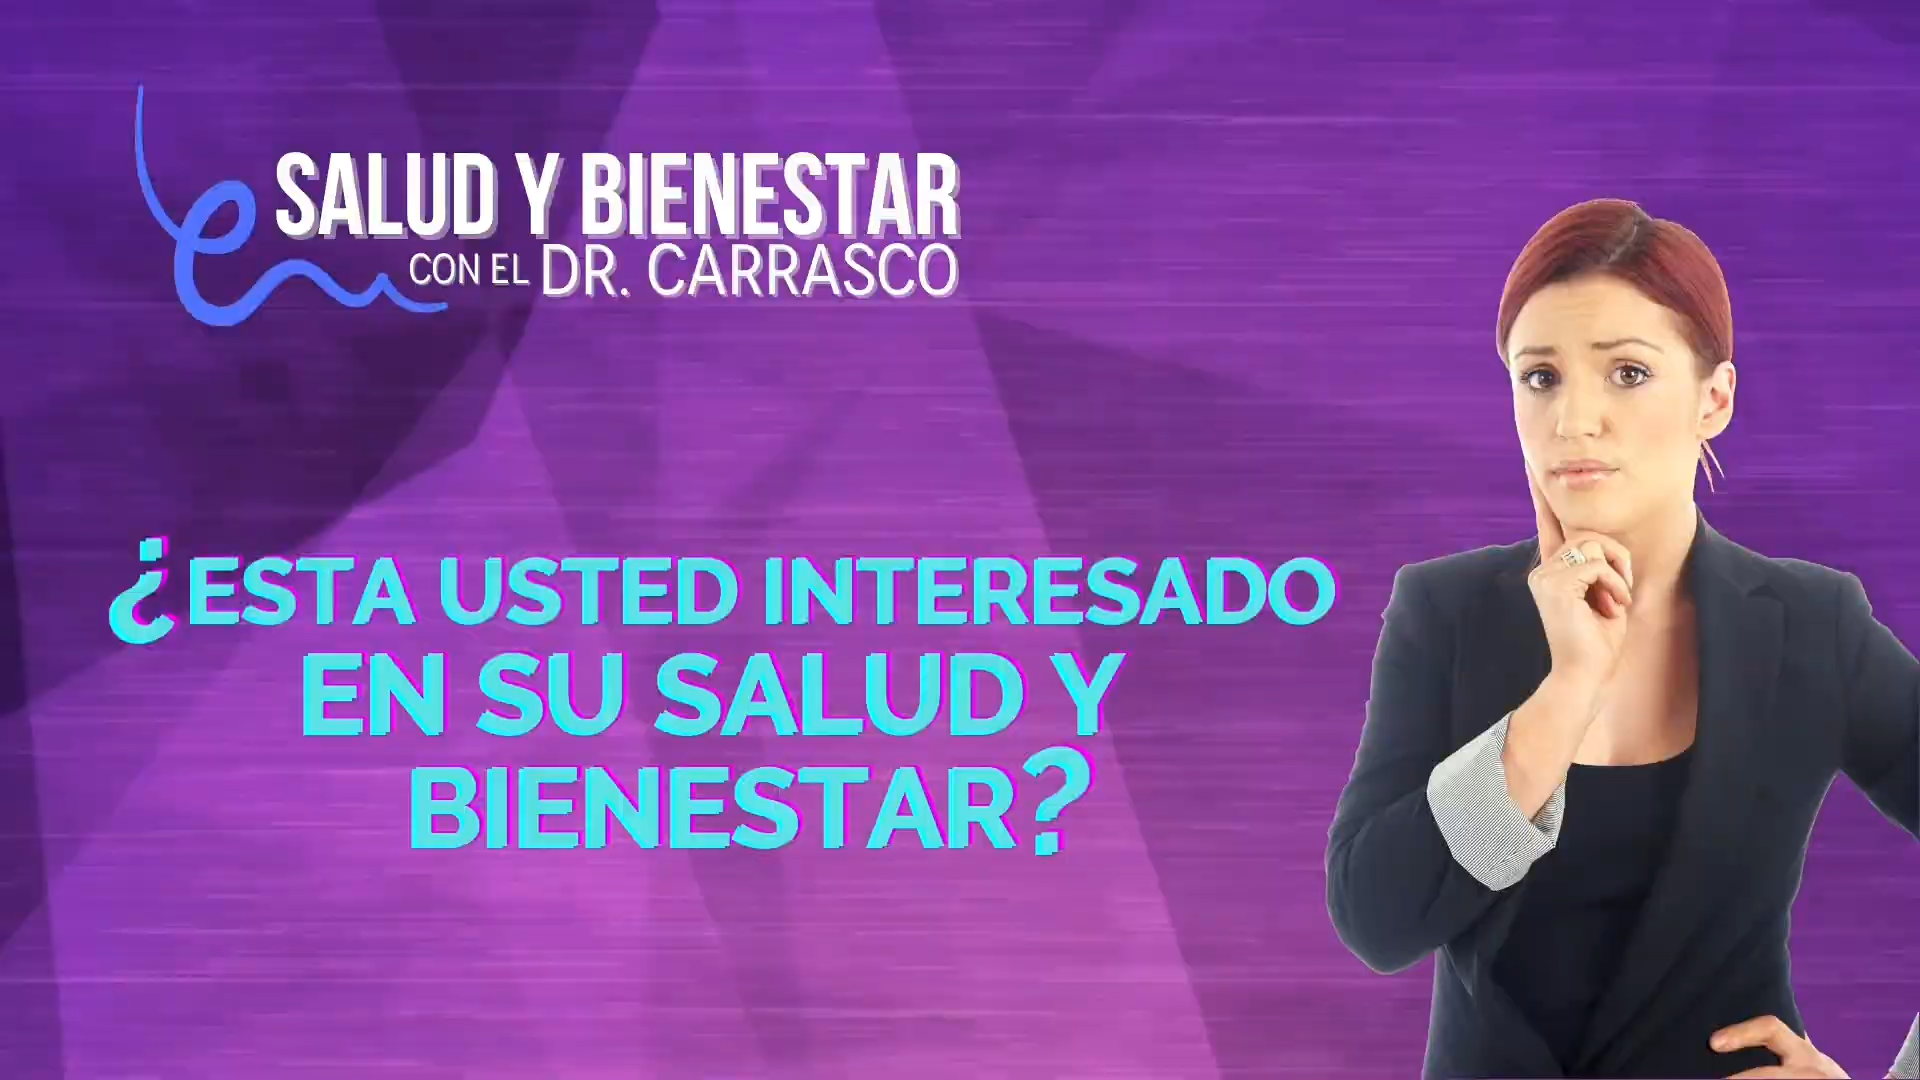 SALUD Y BIENESTAR
CON EL DR. CARRASCO
¿ESTA USTED INTERESADO
EN SU SALUD Y
BIENESTAR?